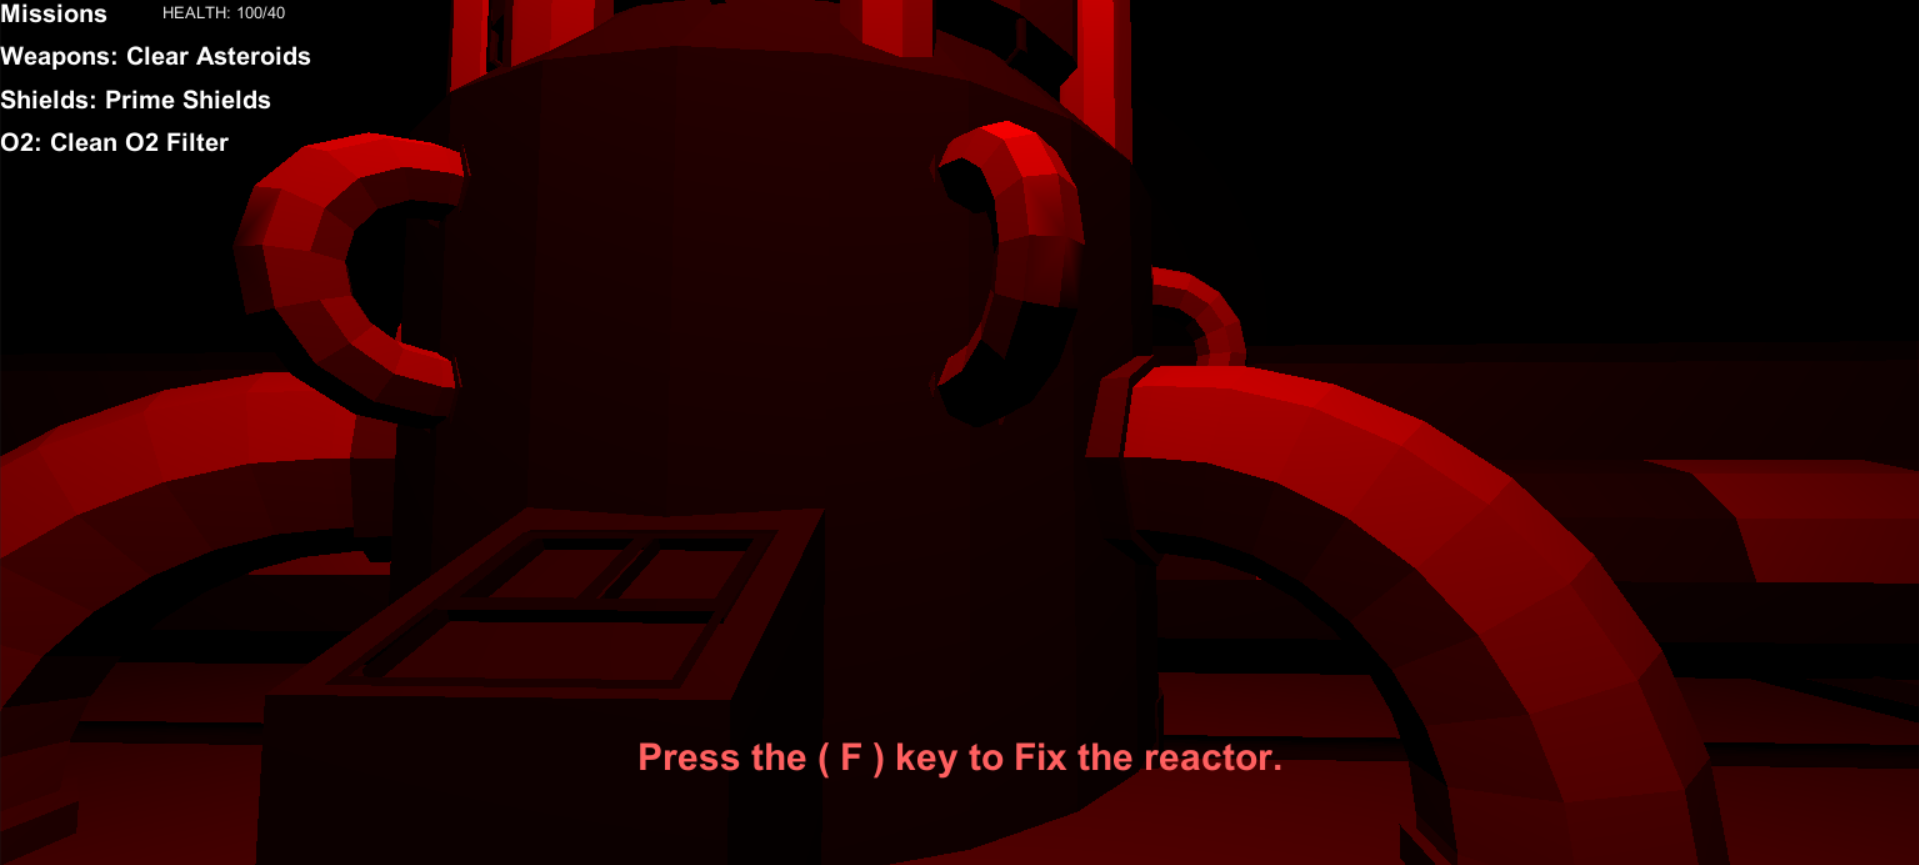 Missions
HEALTH: 100/40
Weapons: Clear Asteroids
Shields: Prime Shields
O2: Clean O2 Filter
Press the ( F ) key to Fix the reactor.